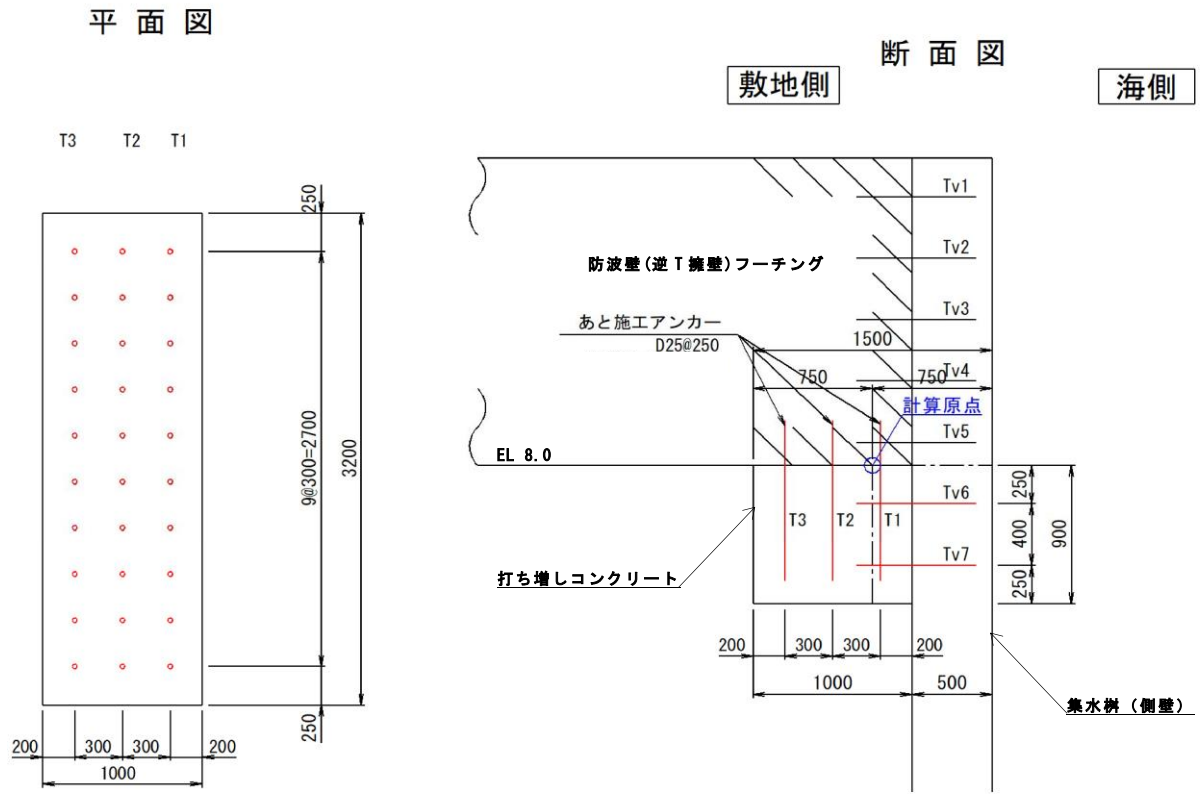 平 面 図
T3 T2 T1
250
9@300=2700
3200
250
200 300 300 200
1000
断 面 図
敷地側
海側
Tv1
Tv2
防波壁(逆T擁壁)フーチング
Tv3
あと施工アンカー
D25@250
1500
Tv4
750 750
計算原点
Tv5
EL 8.0
Tv6
T3 T2 T1
250
400
900
Tv7
250
打ち増しコンクリート
200 300 300 200
1000 500
集水桝（側壁）